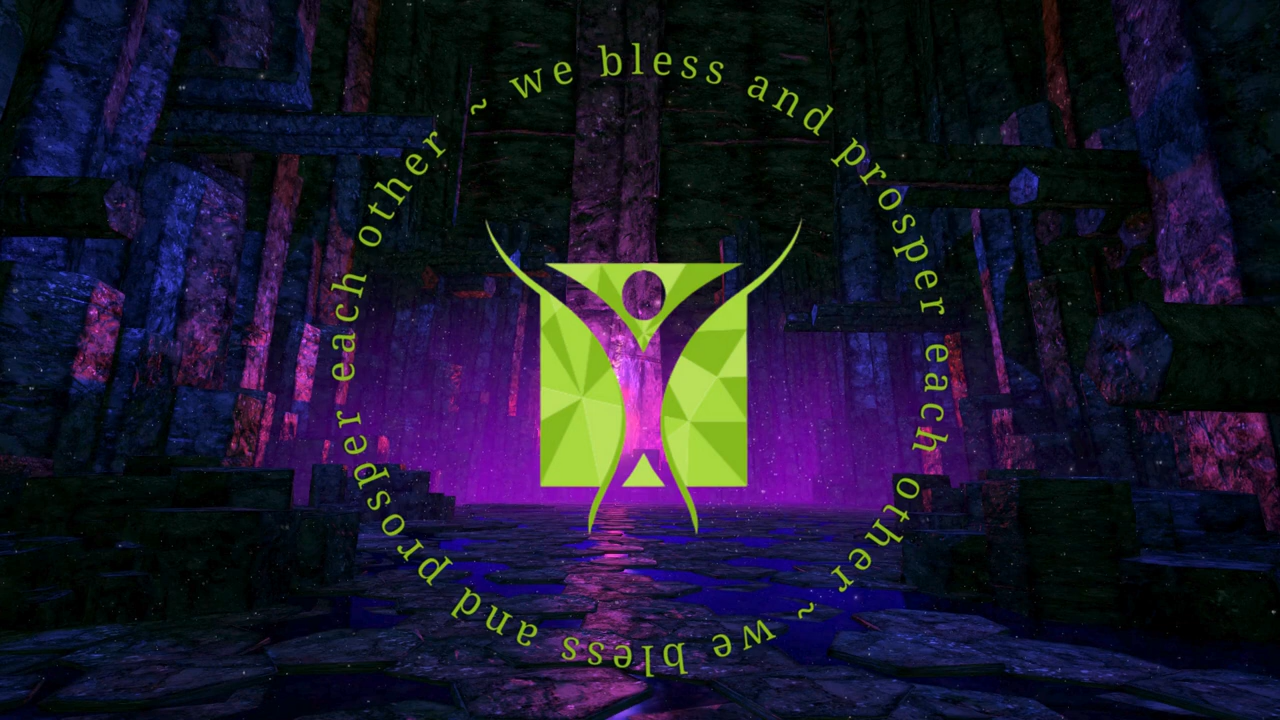 ~ we bless and prosper each other
~ we bless and prosper each other